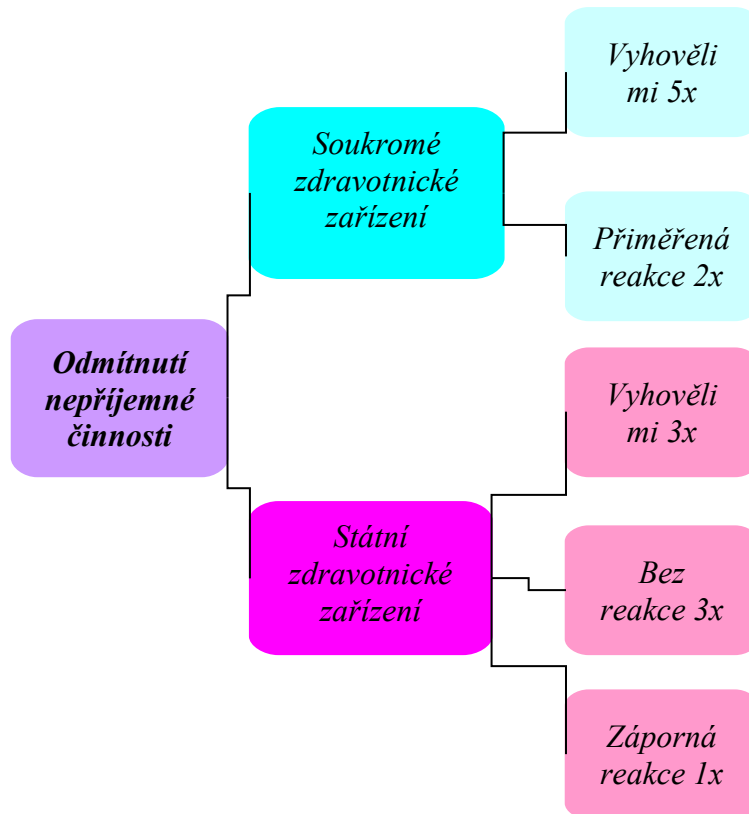 Odmítnutí
nepříjemné
činnosti
Soukromé
zdravotnické
zařízení
Vyhověli
mi 5x
Přiměřená
reakce 2x
Státní
zdravotnické
zařízení
Vyhověli
mi 3x
Bez
reakce 3x
Záporná
reakce 1x